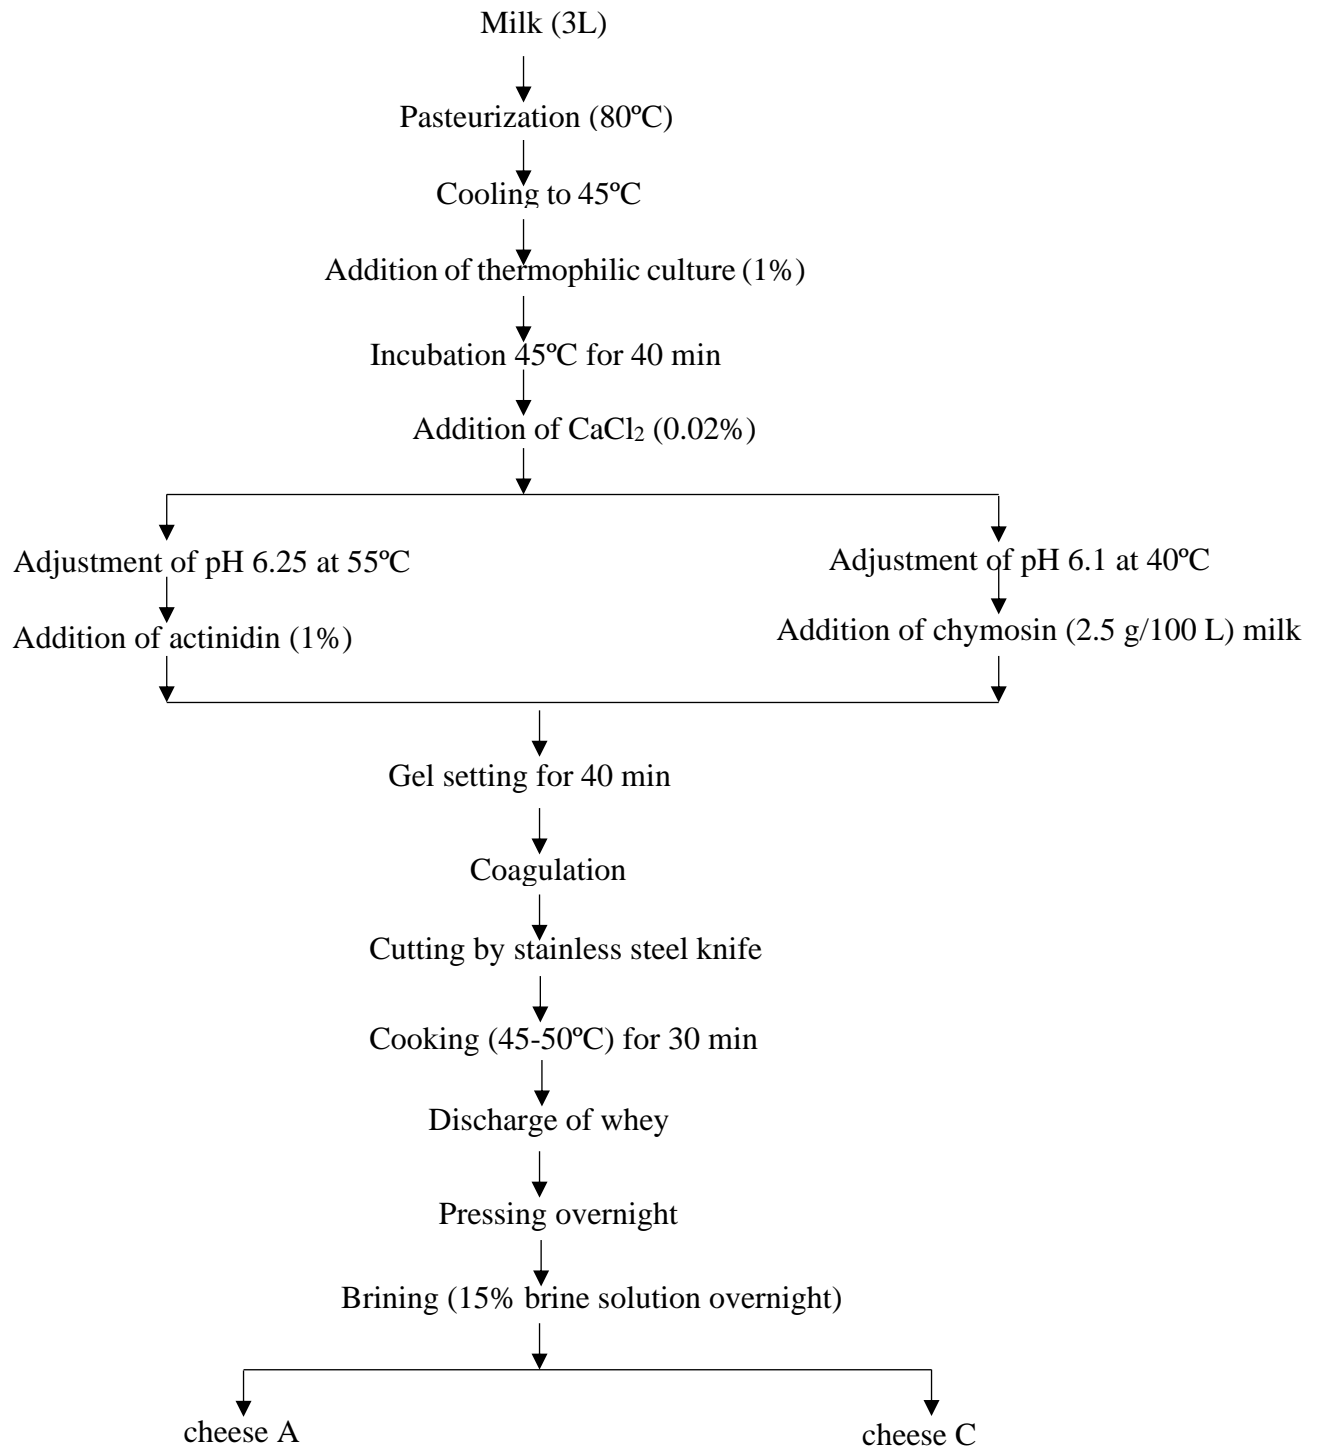 Milk (3L)
Pasteurization (80ºC)
Cooling to 45ºC
Addition of thermophilic culture (1%)
Incubation 45ºC for 40 min
Addition of CaCl₂ (0.02%)
Adjustment of pH 6.25 at 55ºC
Adjustment of pH 6.1 at 40ºC
Addition of actinidin (1%)
Addition of chymosin (2.5 g/100 L) milk
Gel setting for 40 min
Coagulation
Cutting by stainless steel knife
Cooking (45-50ºC) for 30 min
Discharge of whey
Pressing overnight
Brining (15% brine solution overnight)
cheese A
cheese C